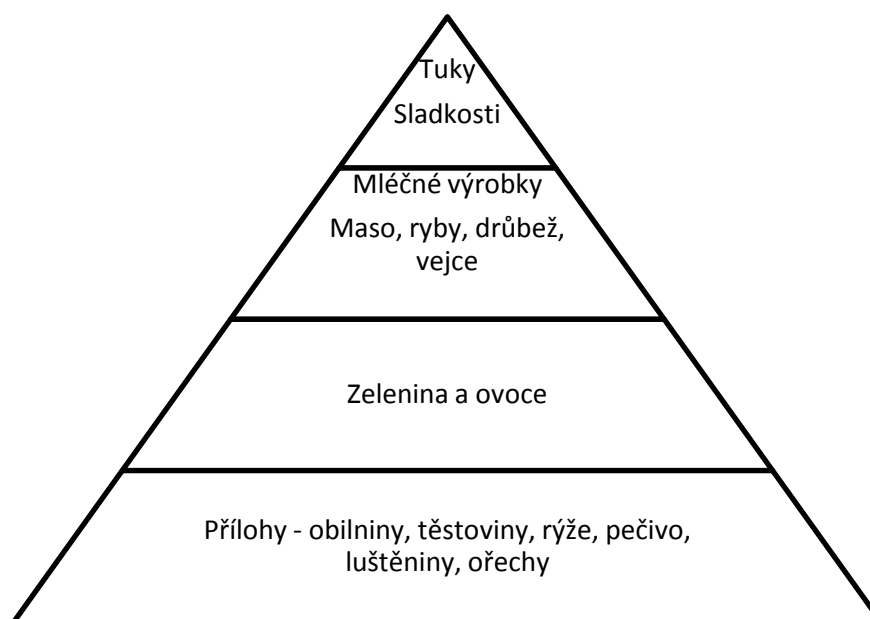 Tuky
Sladkosti
Mléčné výrobky
Maso, ryby, drůbež,
vejce
Zelenina a ovoce
Přílohy - obilniny, těstoviny, rýže, pečivo,
luštěniny, ořechy